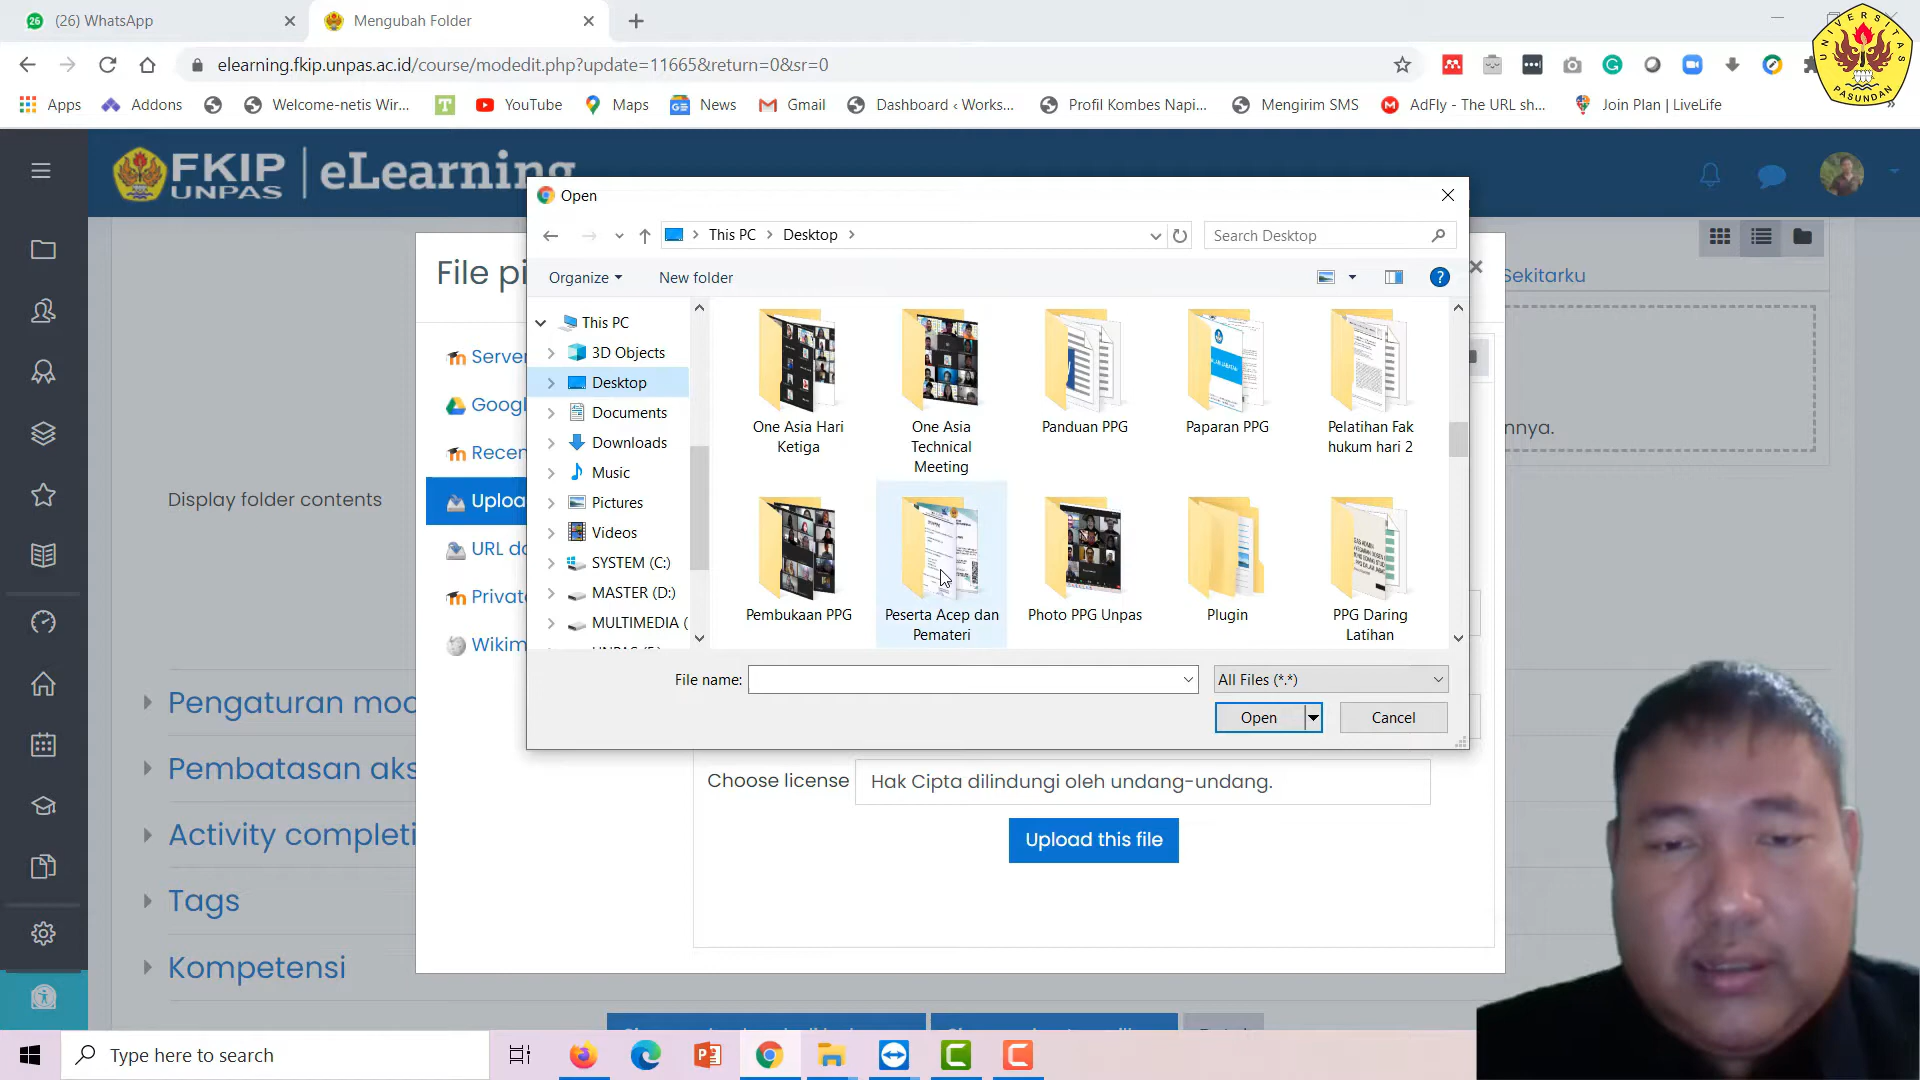 (26) WhatsApp
Mengubah Folder
elearning.fkip.unpas.ac.id/course/modedit.php?update=11665&return=0&sr=0
UNIVERSITAS
PASUNDAN
Apps
Addons
Welcome-netis Wir...
YouTube
Maps
News
Gmail
Dashboard ‹ Works...
Profil Kombes Napi...
Mengirim SMS
AdFly - The URL sh...
Join Plan | LiveLife
»
FKIP
UNPAS
eLearning
Open
This PC
Desktop
Search Desktop
File pi
Sekitarku
Organize
New folder
This PC
3D Objects
Desktop
Documents
Downloads
Music
Pictures
Videos
SYSTEM (C:)
MASTER (D:)
MULTIMEDIA (
One Asia Hari
Ketiga
One Asia
Technical
Meeting
Panduan PPG
Paparan PPG
Pelatihan Fak
hukum hari 2
Pembukaan PPG
Peserta Acep dan
Pemateri
Photo PPG Unpas
Plugin
PPG Daring
Latihan
File name:
All Files (*.*)
Open
Cancel
Server
Googl
Recen
Uploa
URL do
Privat
Wikim
nnya.
Display folder contents
Pengaturan mod
Pembatasan aks
Activity completi
Tags
Kompetensi
Choose license
Hak Cipta dilindungi oleh undang-undang.
Upload this file
Type here to search